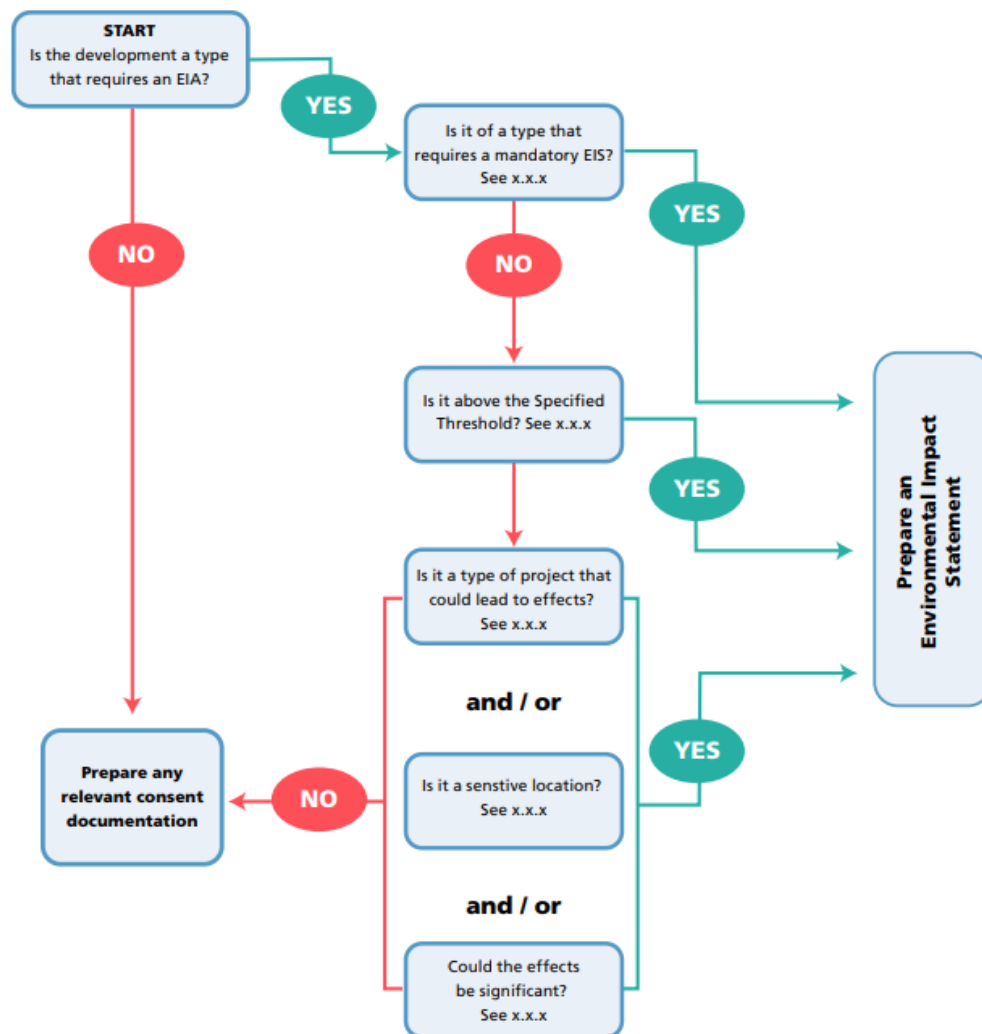 START
Is the development a type
that requires an EIA?
YES
Is it of a type that
requires a mandatory EIS?
See x.x.x
YES
NO
NO
Is it above the Specified
Threshold? See x.x.x
YES
Prepare an
Environmental Impact
Statement
Is it a type of project that
could lead to effects?
See x.x.x
and / or
YES
Prepare any
relevant consent
documentation
NO
Is it a senstive location?
See x.x.x
and / or
Could the effects
be significant?
See x.x.x